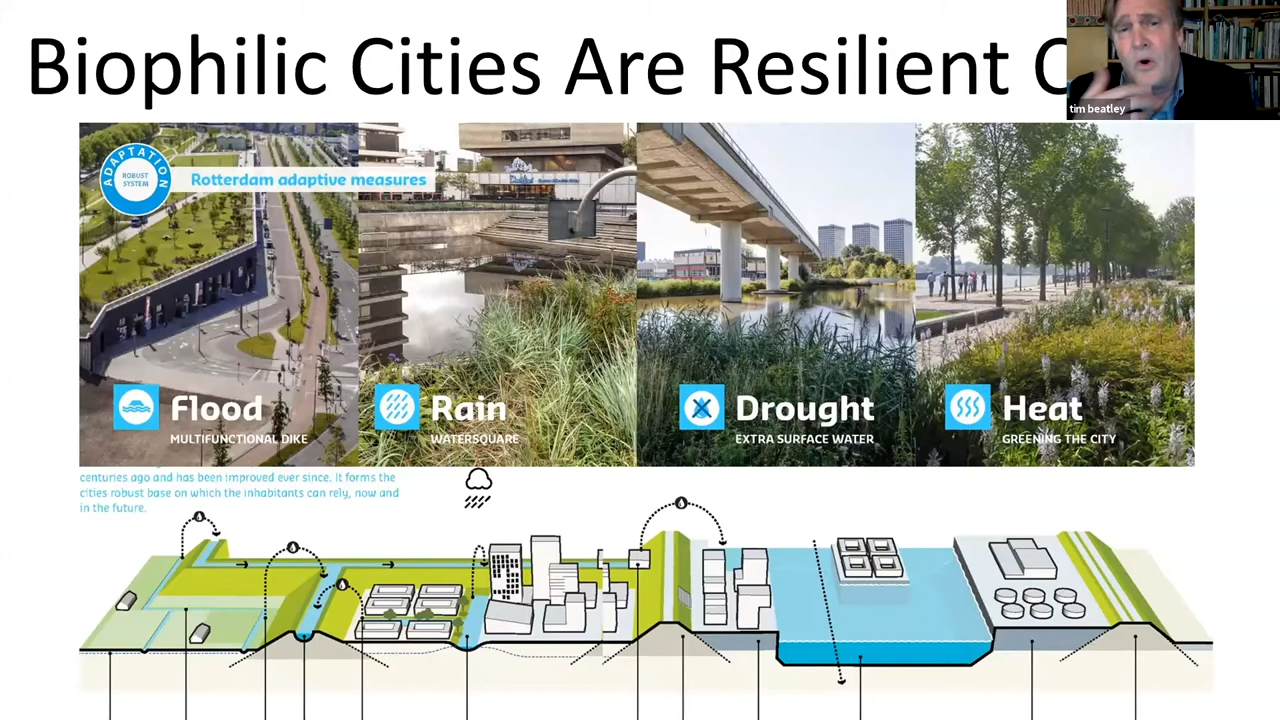 Biophilic Cities Are Resilient C
tim beatley
ADAPTATION
ROBUST
SYSTEM
Rotterdam adaptive measures
Flood
MULTIFUNCTIONAL DIKE
Rain
WATERSQUARE
Drought
EXTRA SURFACE WATER
Heat
GREENING THE CITY
centuries ago and has been improved ever since. It forms the
cities robust base on which the inhabitants can rely, now and
in the future.